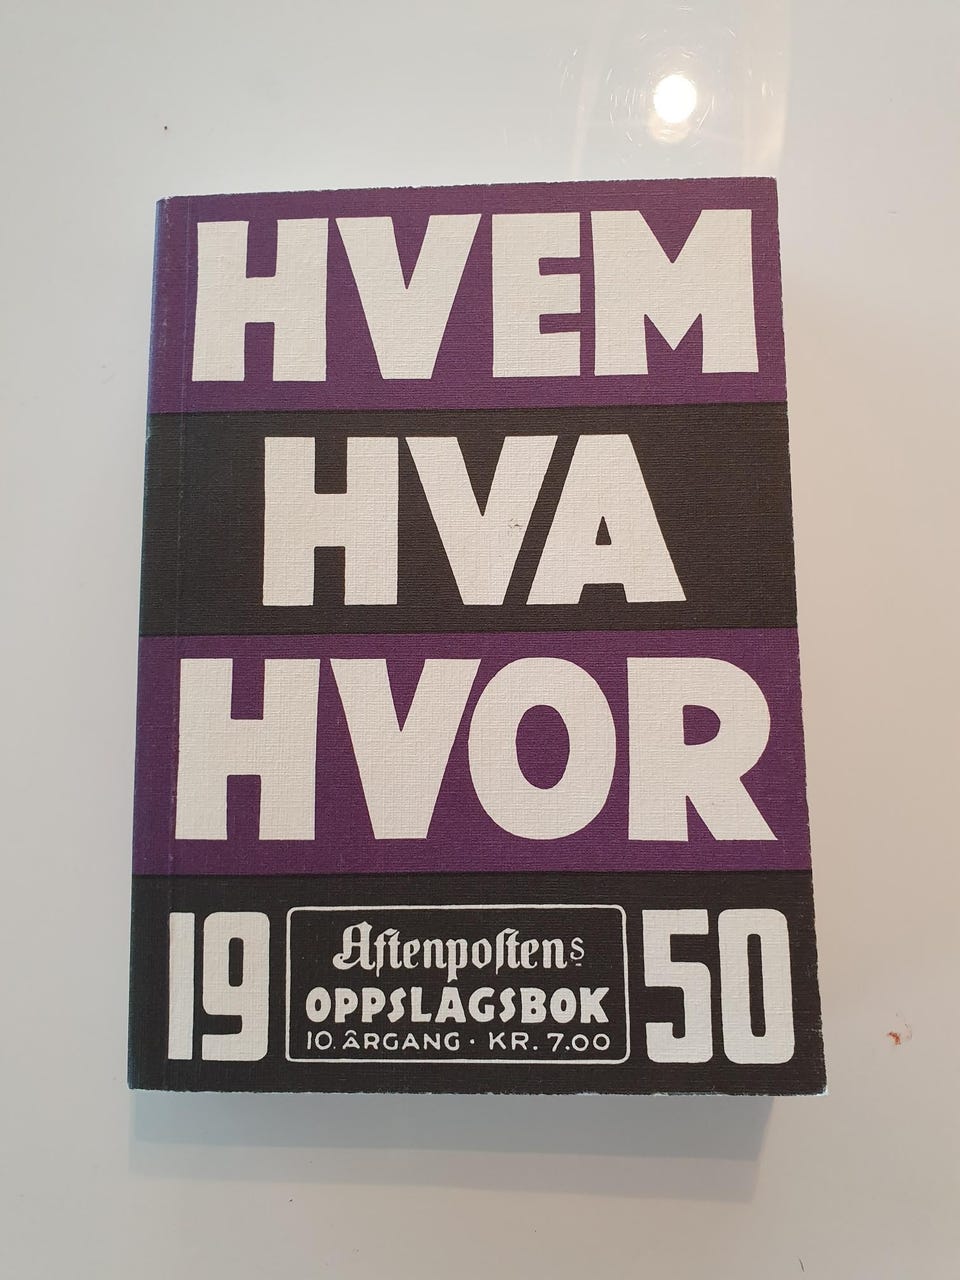 HVEM
HVA
HVOR
19 50
Aftenpostens
OPPSLAGSBOK
10. ÅRGANG · KR. 7.00